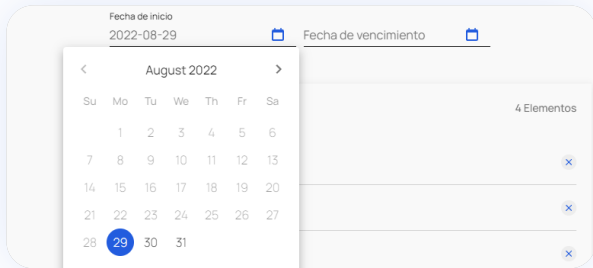 Fecha de inicio
2022-08-29
Fecha de vencimiento
August 2022
Su Mo Tu We Th Fr Sa
1 2 3 4 5 6
7 8 9 10 11 12 13
14 15 16 17 18 19 20
21 22 23 24 25 26 27
28 29 30 31
4 Elementos